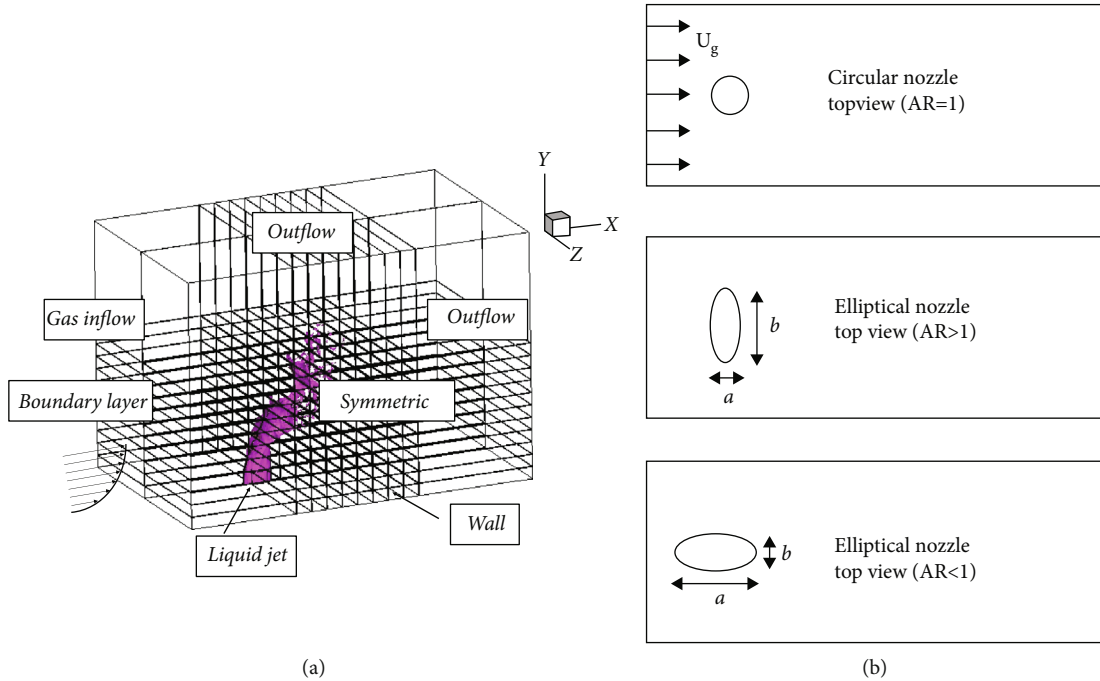 Outflow
Y
X
Z
Gas inflow
Outflow
Boundary layer
Symmetric
Wall
Liquid jet
(a)
U_g
Circular nozzle
topview (AR=1)
Elliptical nozzle
top view (AR>1)
b
a
Elliptical nozzle
top view (AR<1)
b
a
(b)